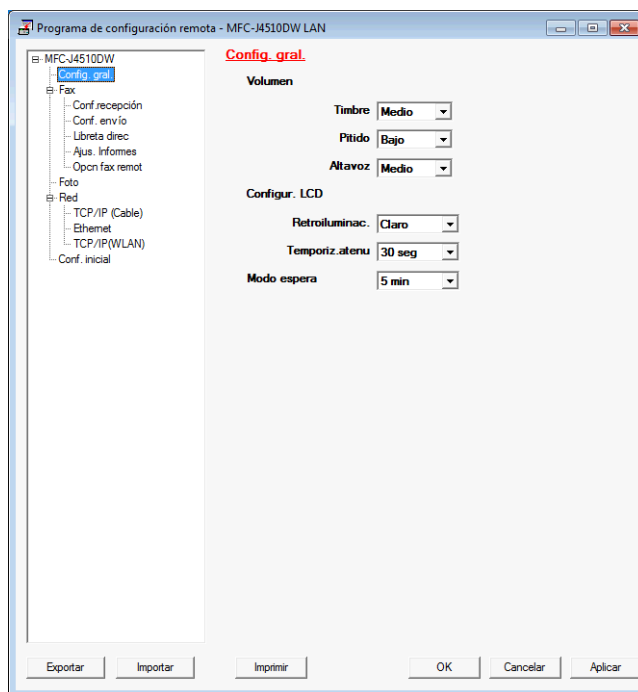 Programa de configuración remota - MFC-J4510DW LAN
MFC-J4510DW
Config. gral.
Fax
Conf.recepción
Conf. envío
Libreta direc
Ajus. Informes
Opcn fax remot
Foto
Red
TCP/IP (Cable)
Ethernet
TCP/IP(WLAN)
Conf. inicial
Config. gral.
Volumen
Timbre Medio
Pitido Bajo
Altavoz Medio
Configur. LCD
Retroiluminac. Claro
Temporiz.atenu 30 seg
Modo espera 5 min
Exportar Importar Imprimir OK Cancelar Aplicar